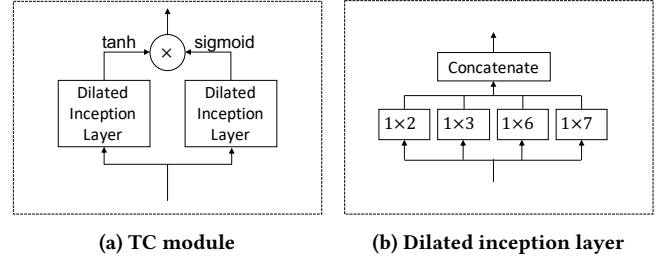 tanh × sigmoid
Dilated Inception Layer
Dilated Inception Layer
(a) TC module
Concatenate
1×2 1×3 1×6 1×7
(b) Dilated inception layer